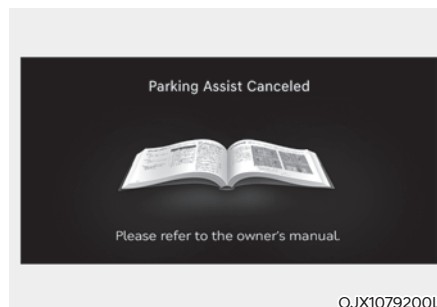 Parking Assist Canceled
Please refer to the owner's manual.
OJX1079200L